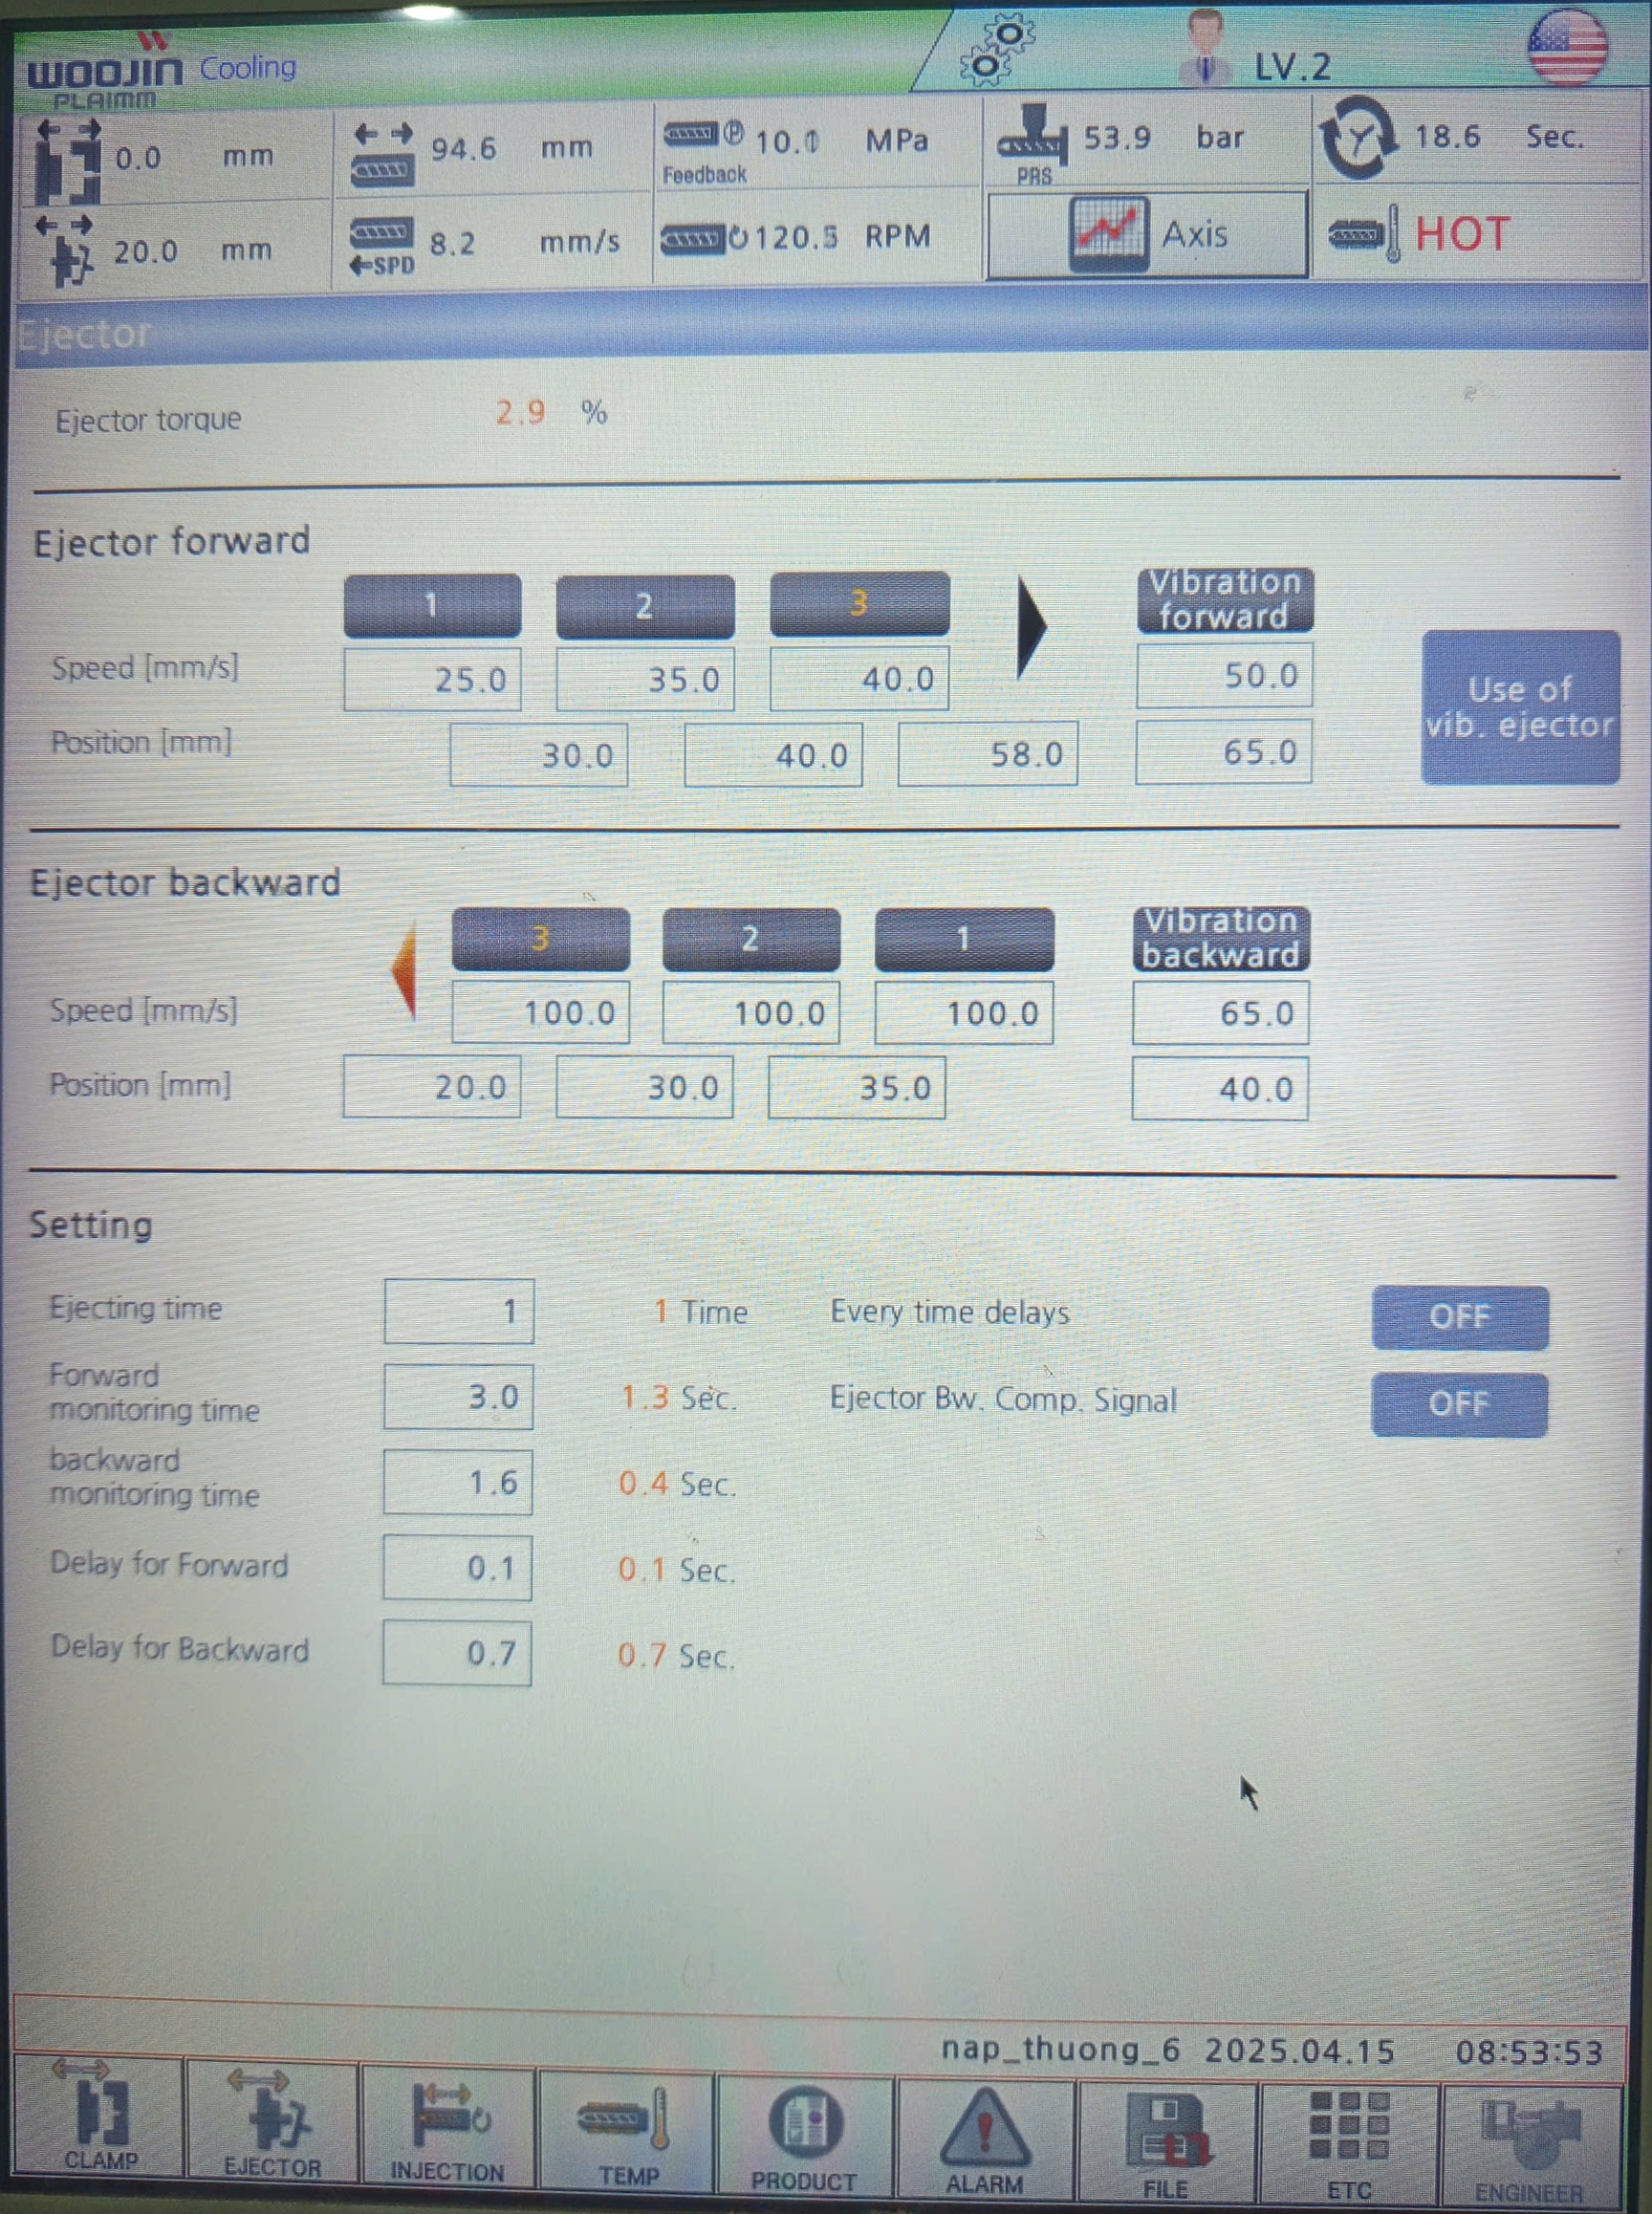 WOOJIN PLAIMM Cooling LV.2
0.0 mm 94.6 mm Feedback 10.0 MPa PRS 53.9 bar 18.6 Sec.
20.0 mm SPD 8.2 mm/s 120.5 RPM Axis HOT
Ejector
Ejector torque 2.9 %
Ejector forward
1 2 3 Vibration forward
Speed [mm/s] 25.0 35.0 40.0 50.0
Use of vib. ejector
Position [mm] 30.0 40.0 58.0 65.0
Ejector backward
3 2 1 Vibration backward
Speed [mm/s] 100.0 100.0 100.0 65.0
Position [mm] 20.0 30.0 35.0 40.0
Setting
Ejecting time 1 1 Time Every time delays OFF
Forward monitoring time 3.0 1.3 Sec. Ejector Bw. Comp. Signal OFF
backward monitoring time 1.6 0.4 Sec.
Delay for Forward 0.1 0.1 Sec.
Delay for Backward 0.7 0.7 Sec.
nap_thuong_6 2025.04.15 08:53:53
CLAMP EJECTOR INJECTION TEMP PRODUCT ALARM FILE ETC ENGINEER